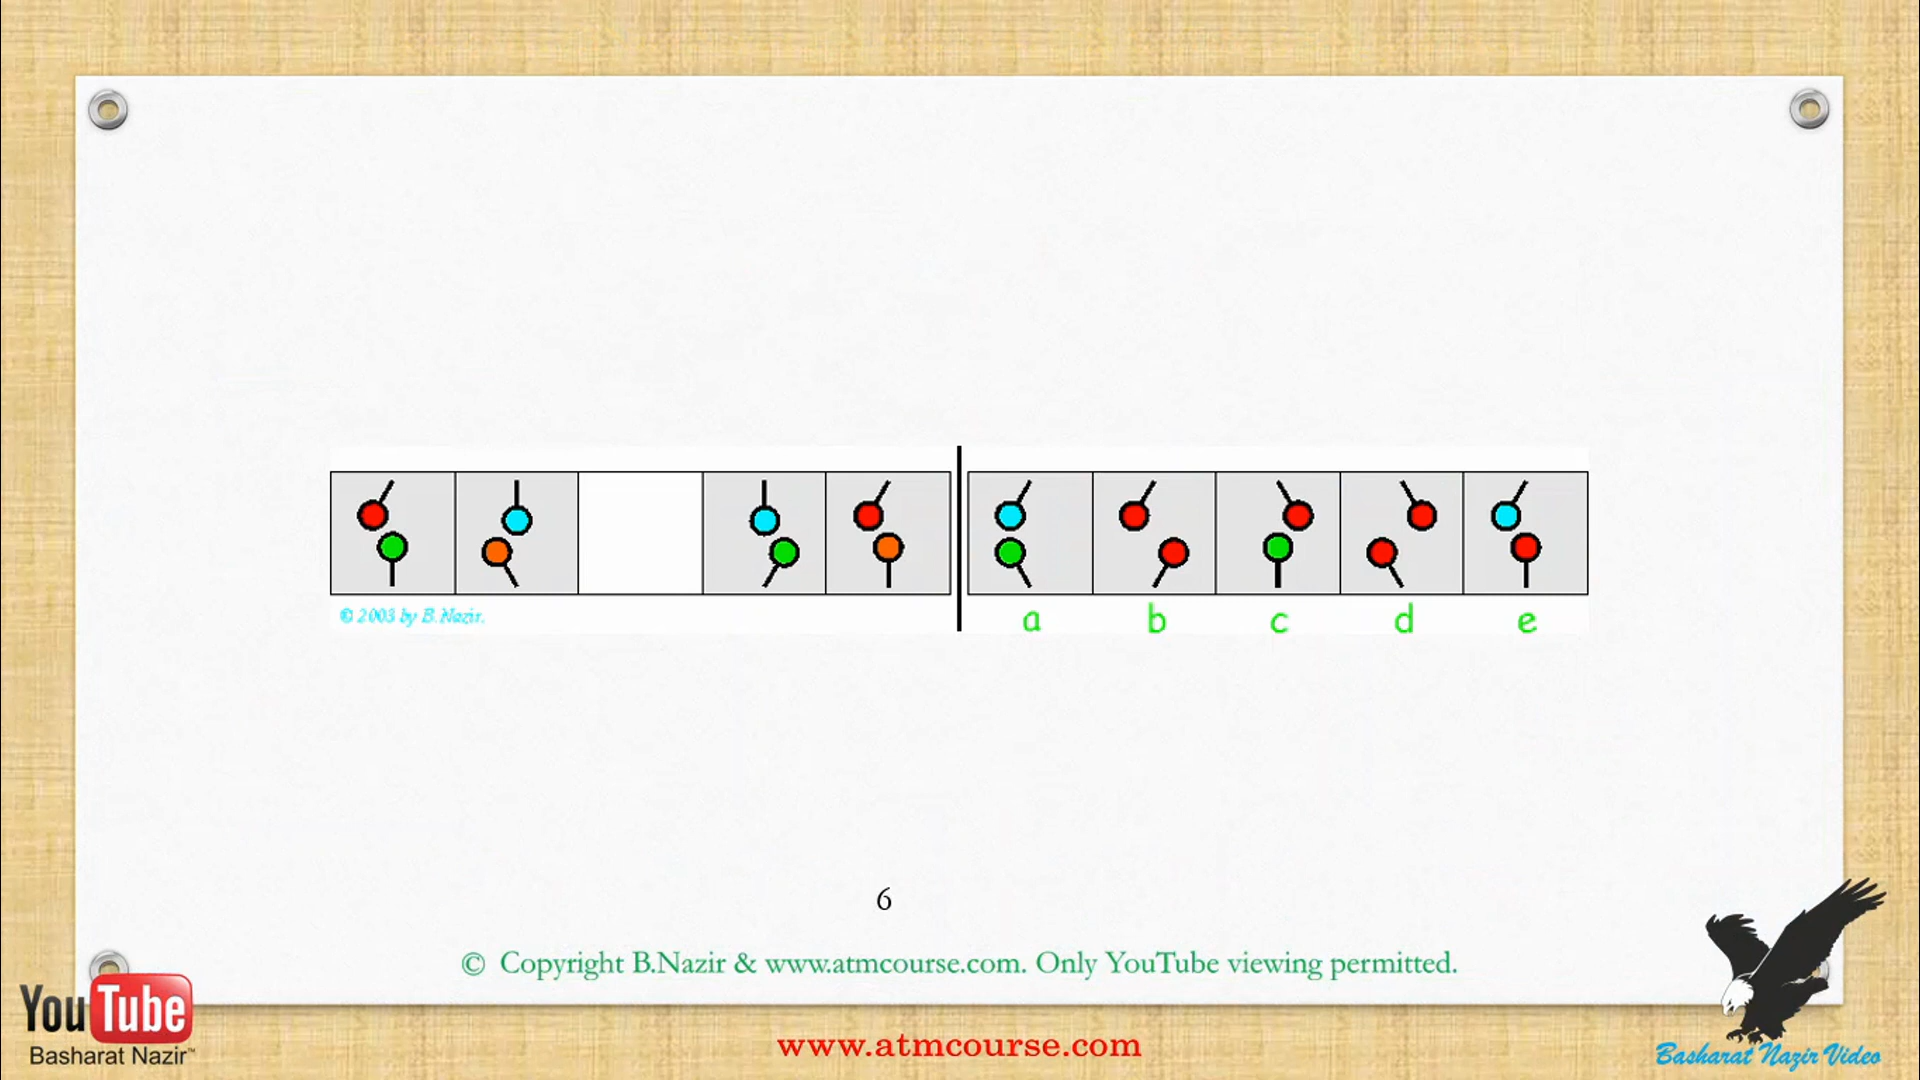 © 2003 by B.Nazir.
a b c d e
6
© Copyright B.Nazir & www.atmcourse.com. Only YouTube viewing permitted.
YouTube
Basharat Nazir™
www.atmcourse.com
Basharat Nazir Video